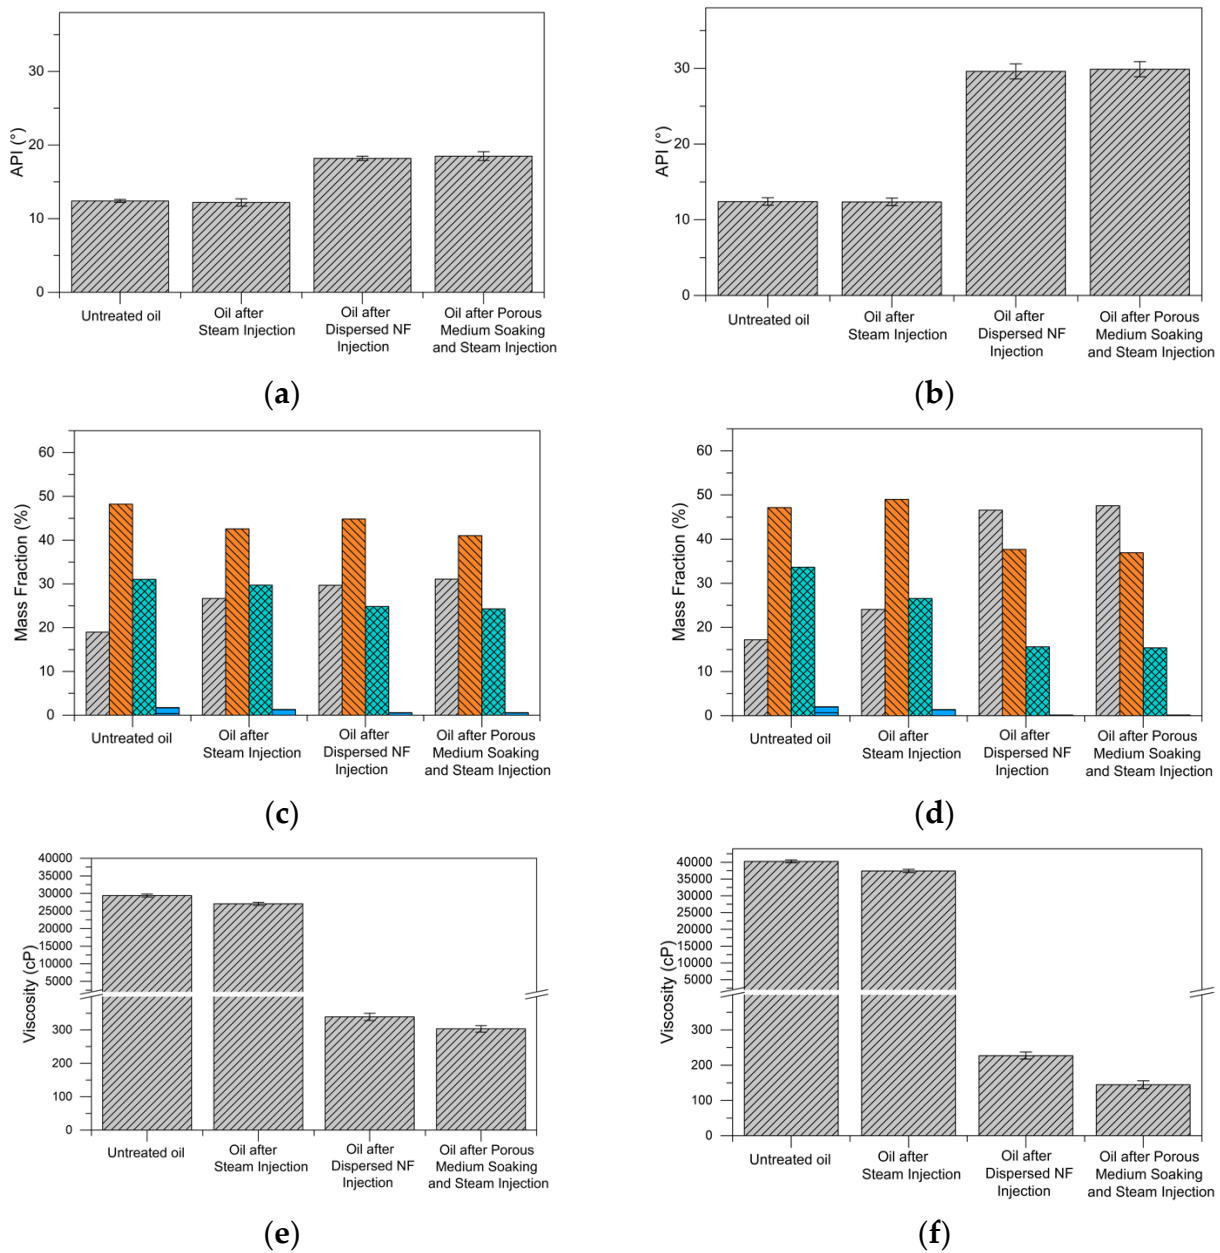 API (°)
30
20
10
0
Untreated oil
Oil after
Steam Injection
Oil after
Dispersed NF
Injection
Oil after Porous
Medium Soaking
and Steam Injection
(a)
API (°)
30
20
10
0
Untreated oil
Oil after
Steam Injection
Oil after
Dispersed NF
Injection
Oil after Porous
Medium Soaking
and Steam Injection
(b)
Mass Fraction (%)
60
50
40
30
20
10
0
Untreated oil
Oil after
Steam Injection
Oil after
Dispersed NF
Injection
Oil after Porous
Medium Soaking
and Steam Injection
(c)
Mass Fraction (%)
60
50
40
30
20
10
0
Untreated oil
Oil after
Steam Injection
Oil after
Dispersed NF
Injection
Oil after Porous
Medium Soaking
and Steam Injection
(d)
Viscosity (cP)
40000
35000
30000
25000
20000
15000
10000
5000
300
200
100
0
Untreated oil
Oil after
Steam Injection
Oil after
Dispersed NF
Injection
Oil after Porous
Medium Soaking
and Steam Injection
(e)
Viscosity (cP)
40000
35000
30000
25000
20000
15000
10000
5000
300
200
100
0
Untreated oil
Oil after
Steam Injection
Oil after
Dispersed NF
Injection
Oil after Porous
Medium Soaking
and Steam Injection
(f)